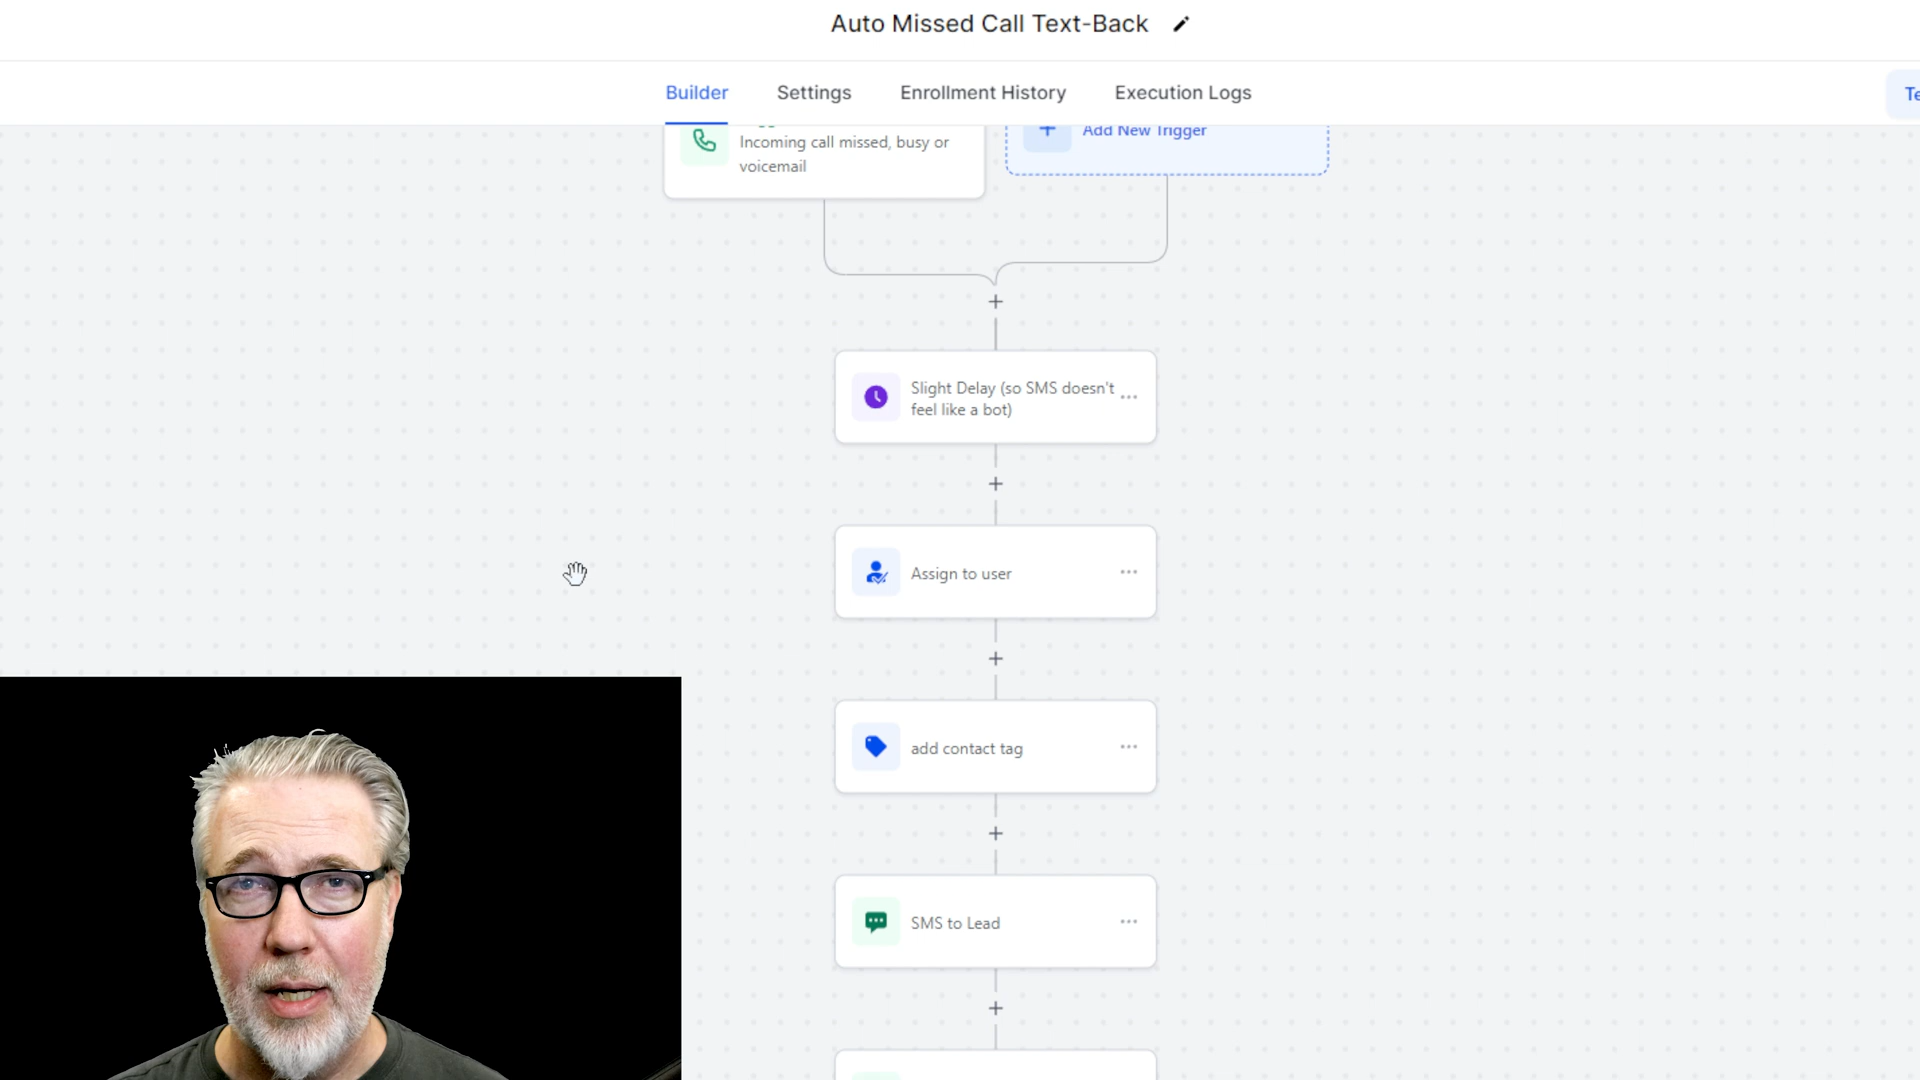 Auto Missed Call Text-Back
Builder
Settings
Enrollment History
Execution Logs
Incoming call missed, busy or
voicemail
Add New Trigger
Slight Delay (so SMS doesn't
feel like a bot)
Assign to user
add contact tag
SMS to Lead